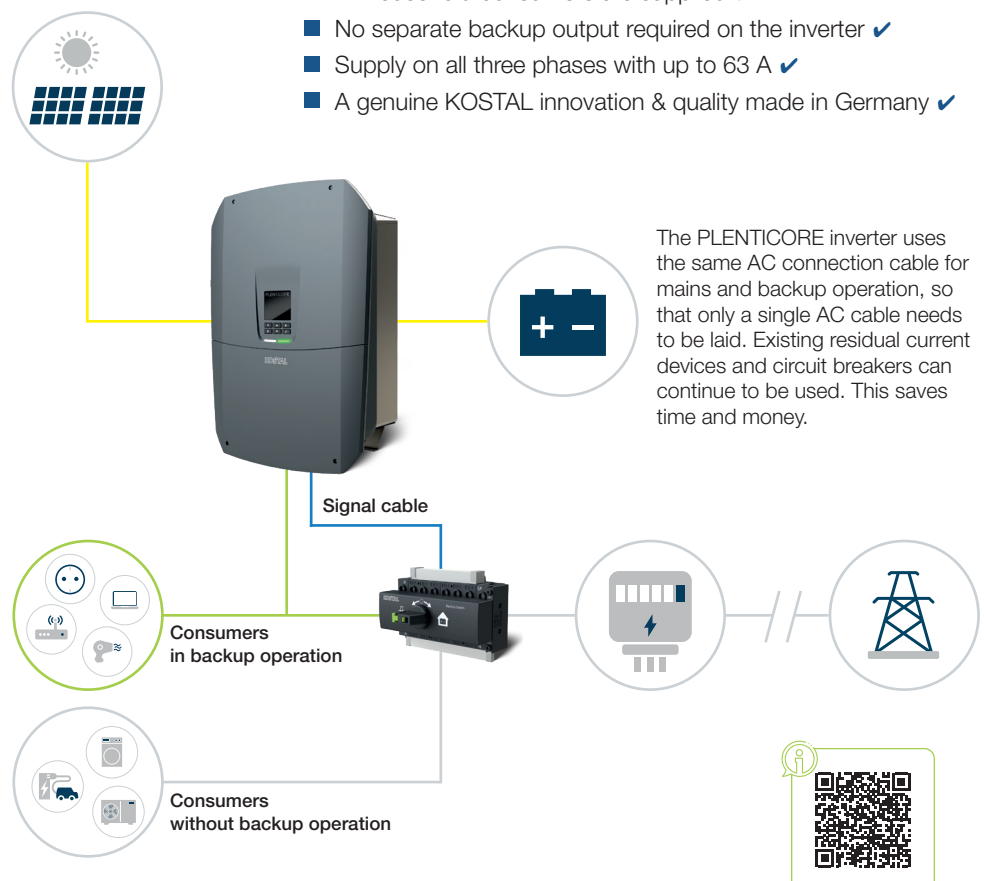 No separate backup output required on the inverter ✔
Supply on all three phases with up to 63 A ✔
A genuine KOSTAL innovation & quality made in Germany ✔
PLENTICORE
The PLENTICORE inverter uses
the same AC connection cable for
mains and backup operation, so
that only a single AC cable needs
to be laid. Existing residual current
devices and circuit breakers can
continue to be used. This saves
time and money.
KOSTAL
Signal cable
Consumers
in backup operation
Consumers
without backup operation